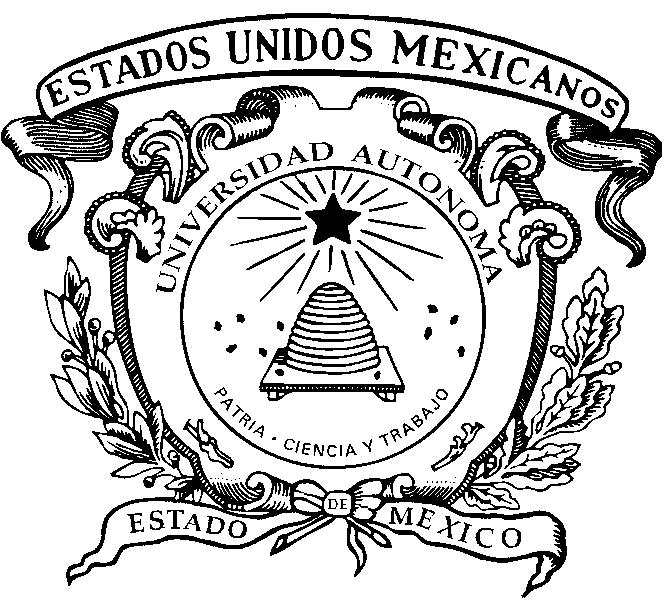 ESTADOS UNIDOS MEXICANOS
UNIVERSIDAD AUTONOMA
PATRIA · CIENCIA Y TRABAJO
ESTADO DE MEXICO